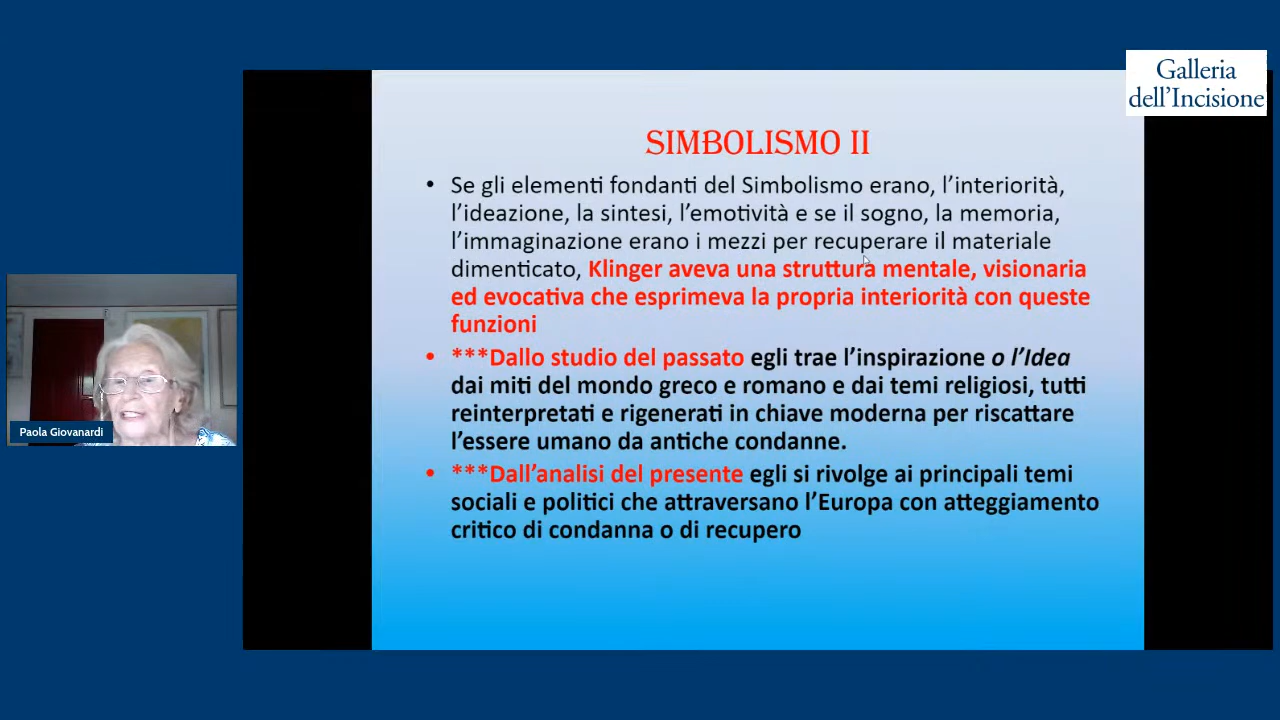 Galleria
dell'Incisione
SIMBOLISMO II
• Se gli elementi fondanti del Simbolismo erano, l'interiorità,
l'ideazione, la sintesi, l'emotività e se il sogno, la memoria,
l'immaginazione erano i mezzi per recuperare il materiale
dimenticato, Klinger aveva una struttura mentale, visionaria
ed evocativa che esprimeva la propria interiorità con queste
funzioni
• ***Dallo studio del passato egli trae l'inspirazione o l'Idea
dai miti del mondo greco e romano e dai temi religiosi, tutti
reinterpretati e rigenerati in chiave moderna per riscattare
l'essere umano da antiche condanne.
• ***Dall'analisi del presente egli si rivolge ai principali temi
sociali e politici che attraversano l'Europa con atteggiamento
critico di condanna o di recupero
Paola Giovanardi